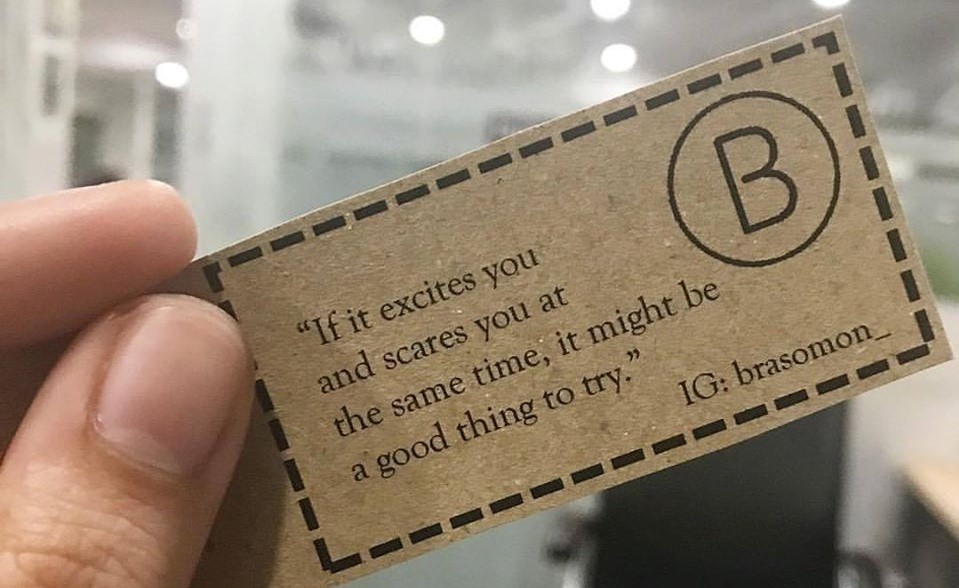 B
“If it excites you
and scares you at
the same time, it might be
a good thing to try.”
IG: brasomon_